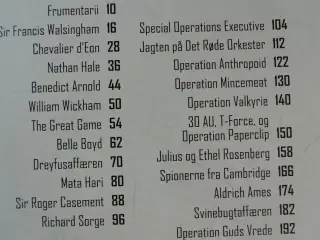 Frumentarii 10
Sir Francis Walsingham 16
Chevalier d'Eon 28
Nathan Hale 36
Benedict Arnold 44
William Wickham 50
The Great Game 54
Belle Boyd 62
Dreyfusaffæren 70
Mata Hari 80
Sir Roger Casement 88
Richard Sorge 96
Special Operations Executive 104
Jagten på Det Røde Orkester 112
Operation Anthropoid 122
Operation Mincemeat 130
Operation Valkyrie 140
30 AU, T-Force, og
Operation Paperclip 150
Julius og Ethel Rosenberg 158
Spionerne fra Cambridge 166
Aldrich Ames 174
Svinebugtaffæren 182
Operation Guds Vrede 192